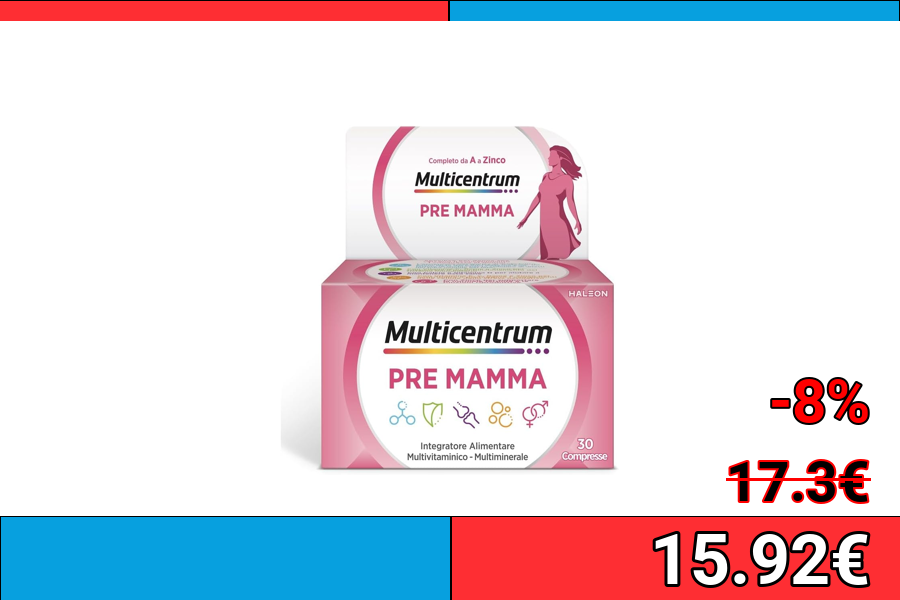 Completo da A a Zinco
Multicentrum
PRE MAMMA
HALEON
Multicentrum
PRE MAMMA
Integratore Alimentare
Multivitaminico - Multiminerale
30
Compresse
-8%
17.3€
15.92€